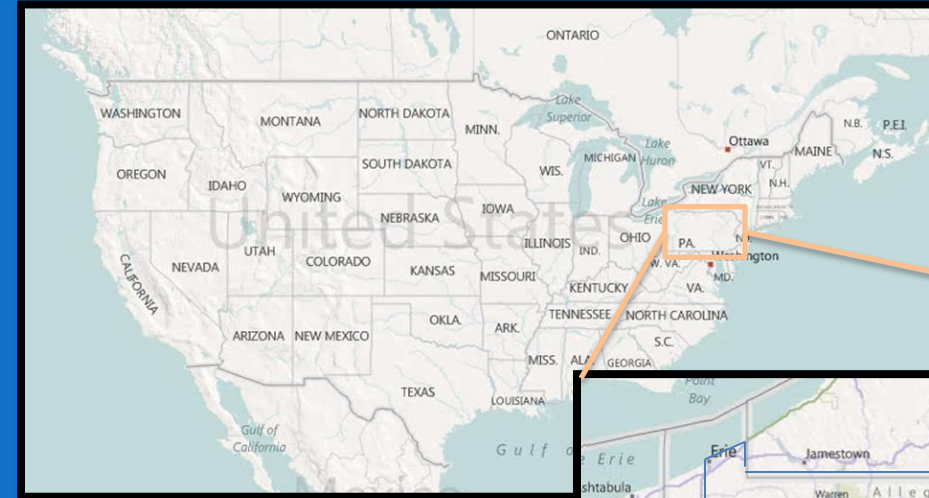 ONTARIO
WASHINGTON
MONTANA
NORTH DAKOTA
MINN.
Lake
Superior
Ottawa
N.B.
P.E.I.
MAINE
N.S.
OREGON
IDAHO
SOUTH DAKOTA
WIS.
MICHIGAN
Lake
Huron
VT.
N.H.
WYOMING
NEW YORK
NEBRASKA
IOWA
Lake
Erie
United States
NEVADA
UTAH
COLORADO
KANSAS
MISSOURI
ILLINOIS
IND.
OHIO
PA.
Washington
W. VA.
MD.
VA.
KENTUCKY
CALIFORNIA
ARIZONA
NEW MEXICO
OKLA.
ARK.
TENNESSEE
NORTH CAROLINA
S.C.
MISS.
GEORGIA
TEXAS
LOUISIANA
Gulf of
California
Gulf
Point
Bay
Erie
Erie
Jamestown
shtabula
Warren
Alleg